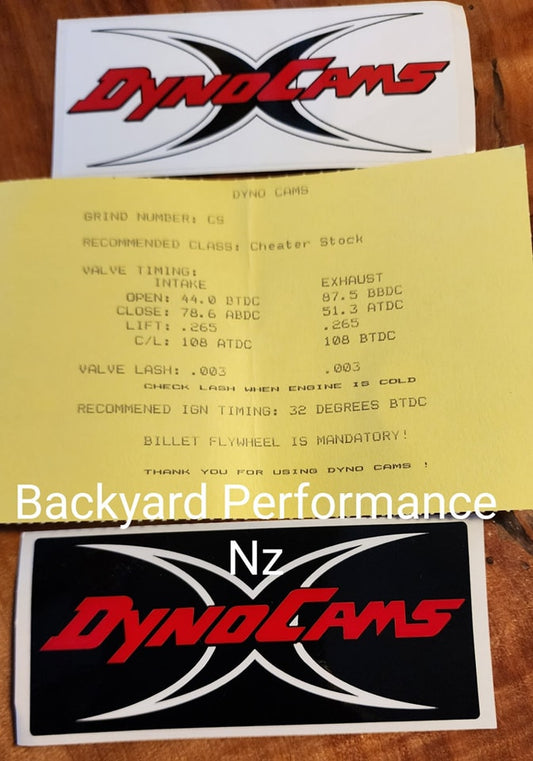 DYNOCAMS
DYNO CAMS
GRIND NUMBER: C9
RECOMMENDED CLASS: Cheater Stock
VALVE TIMING:
INTAKE EXHAUST
OPEN: 44.0 BTDC 87.5 BBDC
CLOSE: 78.6 ABDC 51.3 ATDC
LIFT: .265 .265
C/L: 108 ATDC 108 BTDC
VALVE LASH: .003 .003
CHECK LASH WHEN ENGINE IS COLD
RECOMMENED IGN TIMING: 32 DEGREES BTDC
BILLET FLYWHEEL IS MANDATORY!
THANK YOU FOR USING DYNO CAMS !
Backyard Performance
Nz
DYNOCAMS